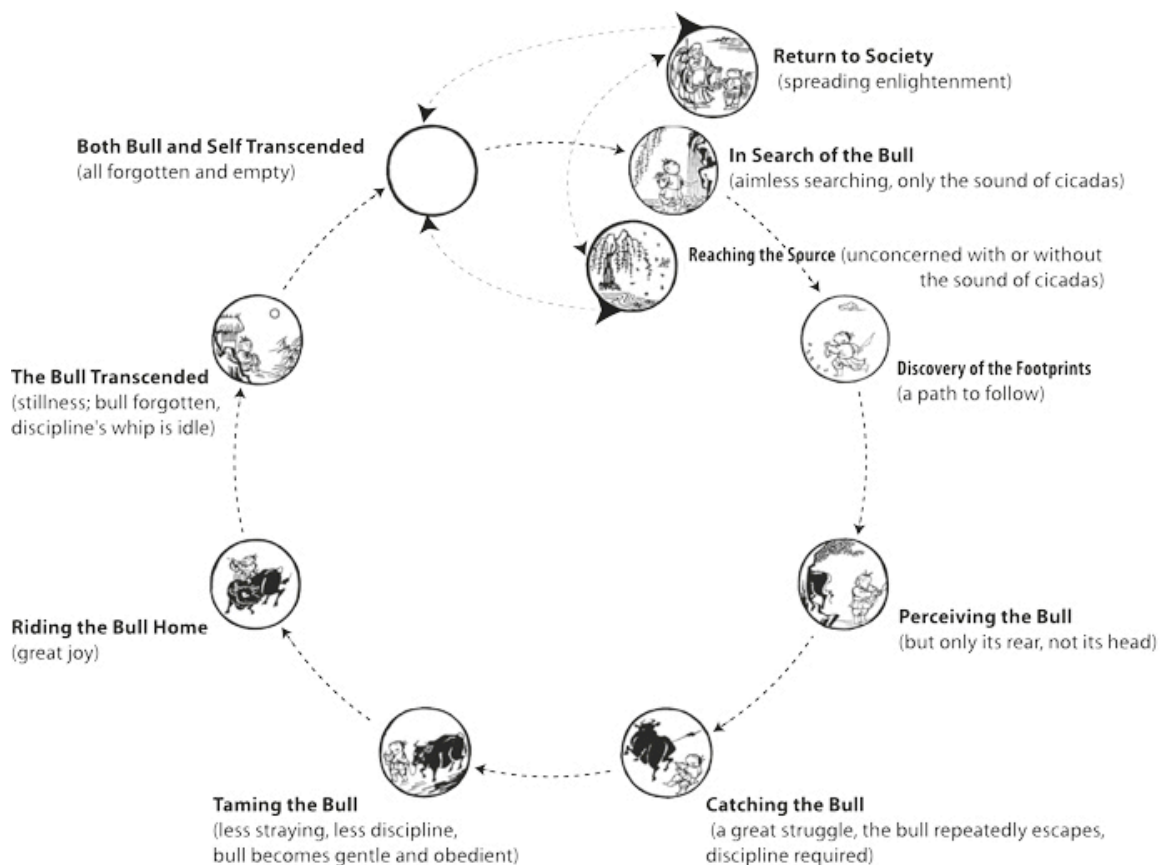 Return to Society
(spreading enlightenment)
Both Bull and Self Transcended
(all forgotten and empty)
In Search of the Bull
(aimless searching, only the sound of cicadas)
Reaching the Source (unconcerned with or without
the sound of cicadas)
Discovery of the Footprints
(a path to follow)
The Bull Transcended
(stillness; bull forgotten,
discipline's whip is idle)
Perceiving the Bull
(but only its rear, not its head)
Riding the Bull Home
(great joy)
Taming the Bull
(less straying, less discipline,
bull becomes gentle and obedient)
Catching the Bull
(a great struggle, the bull repeatedly escapes,
discipline required)